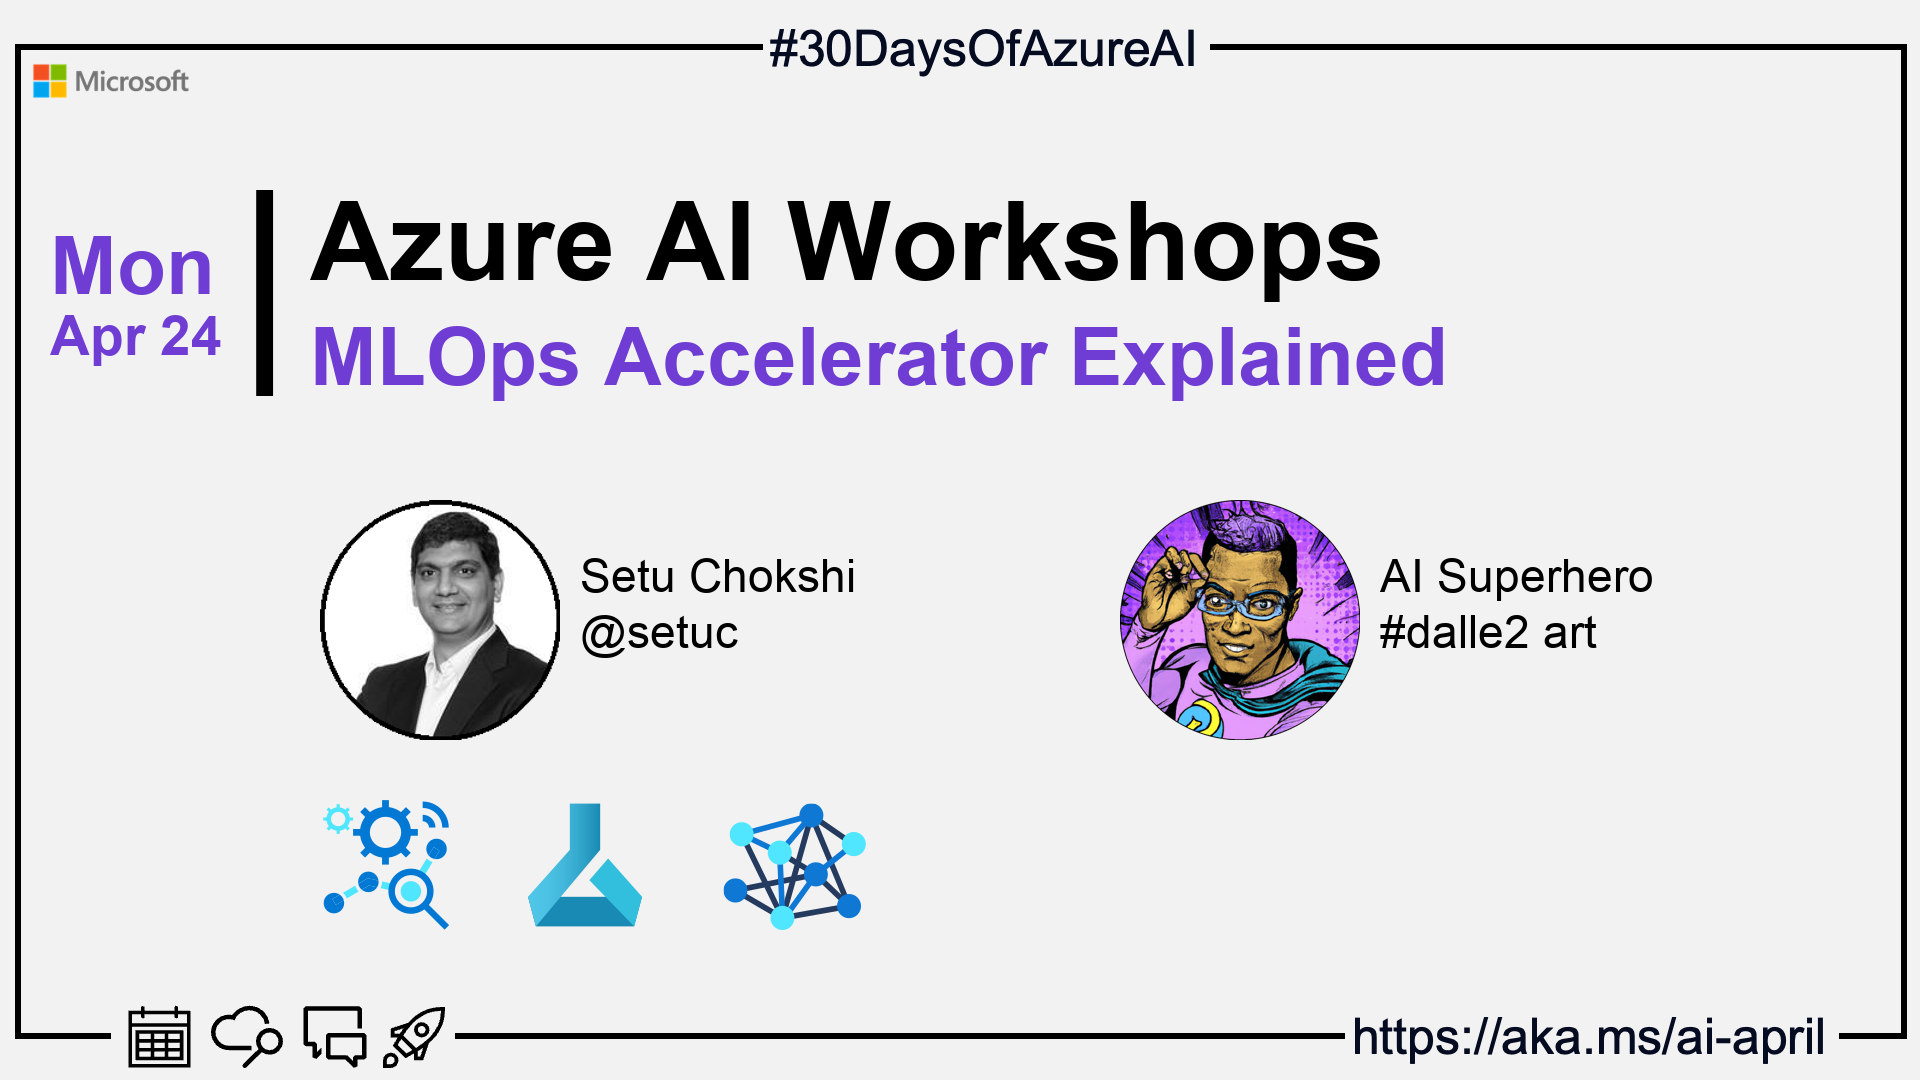 #30DaysOfAzureAI
Microsoft
Mon
Apr 24
Azure AI Workshops
MLOps Accelerator Explained
Setu Chokshi
@setuc
AI Superhero
#dalle2 art
https://aka.ms/ai-april